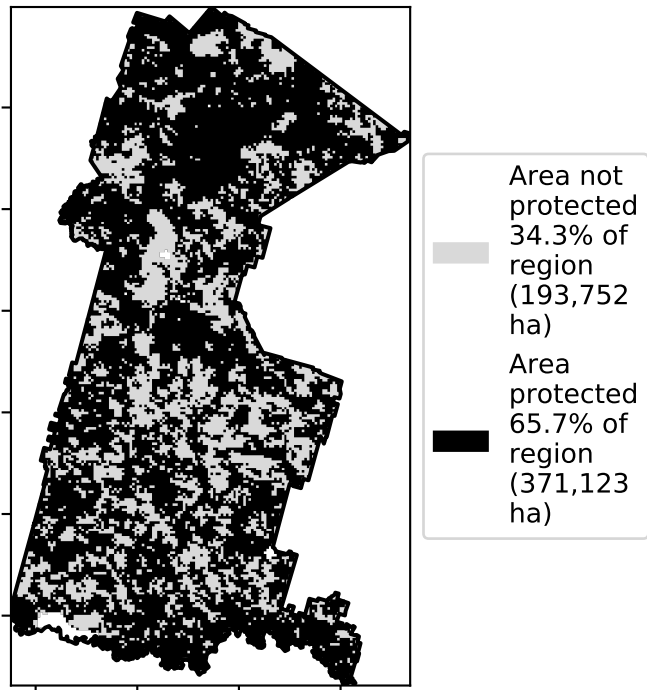 Area not
protected
34.3% of
region
(193,752
ha)
Area
protected
65.7% of
region
(371,123
ha)